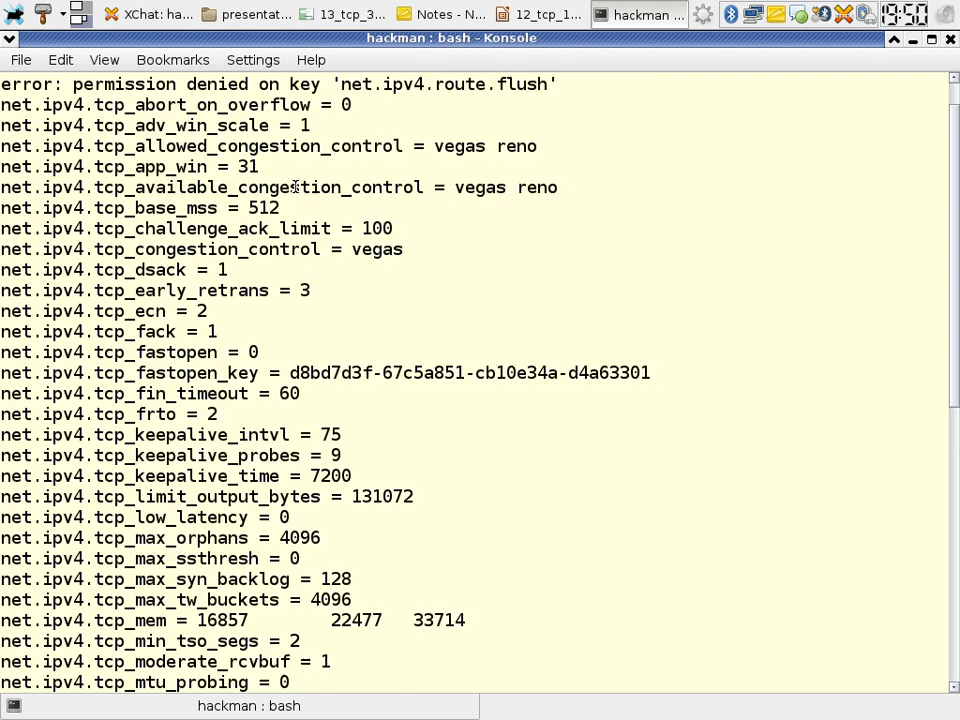 XChat: ha...
presentat...
13_tcp_3...
Notes - N...
12_tcp_1...
hackman ...
19:50
hackman : bash - Konsole
File Edit View Bookmarks Settings Help
error: permission denied on key 'net.ipv4.route.flush'
net.ipv4.tcp_abort_on_overflow = 0
net.ipv4.tcp_adv_win_scale = 1
net.ipv4.tcp_allowed_congestion_control = vegas reno
net.ipv4.tcp_app_win = 31
net.ipv4.tcp_available_congestion_control = vegas reno
net.ipv4.tcp_base_mss = 512
net.ipv4.tcp_challenge_ack_limit = 100
net.ipv4.tcp_congestion_control = vegas
net.ipv4.tcp_dsack = 1
net.ipv4.tcp_early_retrans = 3
net.ipv4.tcp_ecn = 2
net.ipv4.tcp_fack = 1
net.ipv4.tcp_fastopen = 0
net.ipv4.tcp_fastopen_key = d8bd7d3f-67c5a851-cb10e34a-d4a63301
net.ipv4.tcp_fin_timeout = 60
net.ipv4.tcp_frto = 2
net.ipv4.tcp_keepalive_intvl = 75
net.ipv4.tcp_keepalive_probes = 9
net.ipv4.tcp_keepalive_time = 7200
net.ipv4.tcp_limit_output_bytes = 131072
net.ipv4.tcp_low_latency = 0
net.ipv4.tcp_max_orphans = 4096
net.ipv4.tcp_max_ssthresh = 0
net.ipv4.tcp_max_syn_backlog = 128
net.ipv4.tcp_max_tw_buckets = 4096
net.ipv4.tcp_mem = 16857 22477 33714
net.ipv4.tcp_min_tso_segs = 2
net.ipv4.tcp_moderate_rcvbuf = 1
net.ipv4.tcp_mtu_probing = 0
hackman : bash